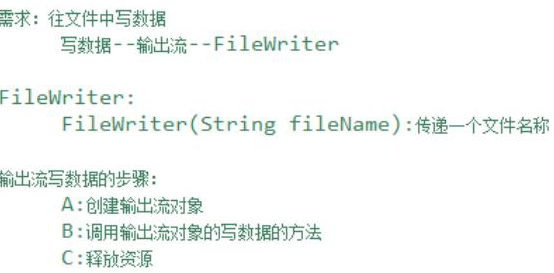 需求：往文件中写数据
写数据--输出流--FileWriter
FileWriter:
FileWriter(String fileName):传递一个文件名称
输出流写数据的步骤：
A:创建输出流对象
B:调用输出流对象的写数据的方法
C:释放资源